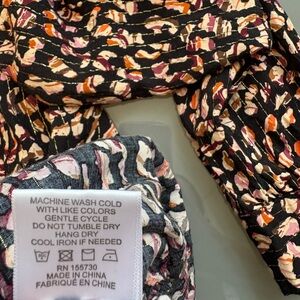 MACHINE WASH COLD
WITH LIKE COLORS
GENTLE CYCLE
DO NOT TUMBLE DRY
HANG DRY
COOL IRON IF NEEDED
RN 155730
MADE IN CHINA
FABRIQUÉ EN CHINE